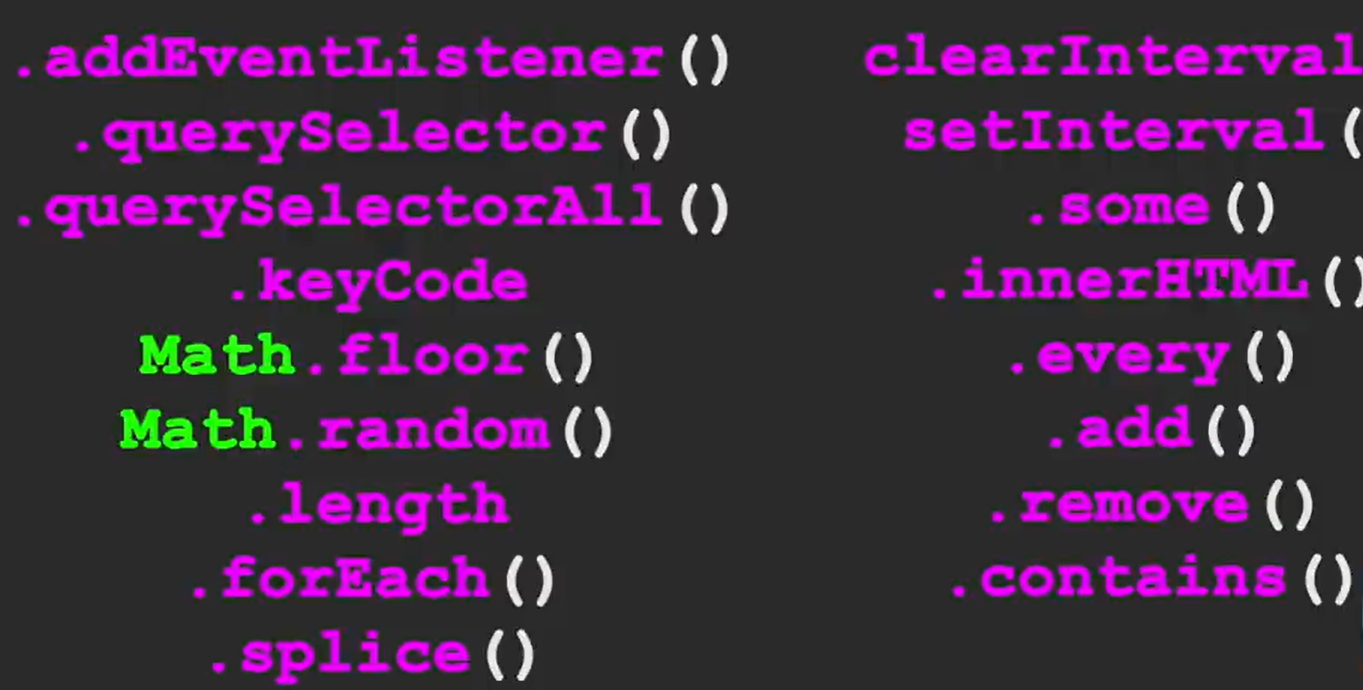 .addEventListener()
.querySelector()
.querySelectorAll()
.keyCode
Math.floor()
Math.random()
.length
.forEach()
.splice()
clearInterval
setInterval(
.some()
.innerHTML()
.every()
.add()
.remove()
.contains()